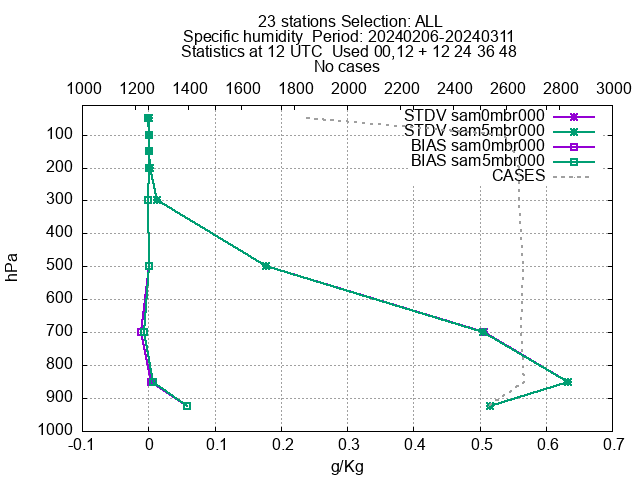 23 stations Selection: ALL
Specific humidity  Period: 20240206-20240311
Statistics at 12 UTC  Used 00,12 + 12 24 36 48
No cases
1000 1200 1400 1600 1800 2000 2200 2400 2600 2800 3000
STDV sam0mbr000
STDV sam5mbr000
BIAS sam0mbr000
BIAS sam5mbr000
CASES
100
200
300
400
500
600
700
800
900
1000
hPa
-0.1 0 0.1 0.2 0.3 0.4 0.5 0.6 0.7
g/Kg